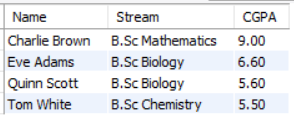 Name Stream CGPA
Charlie Brown B.Sc Mathematics 9.00
Eve Adams B.Sc Biology 6.60
Quinn Scott B.Sc Biology 5.60
Tom White B.Sc Chemistry 5.50